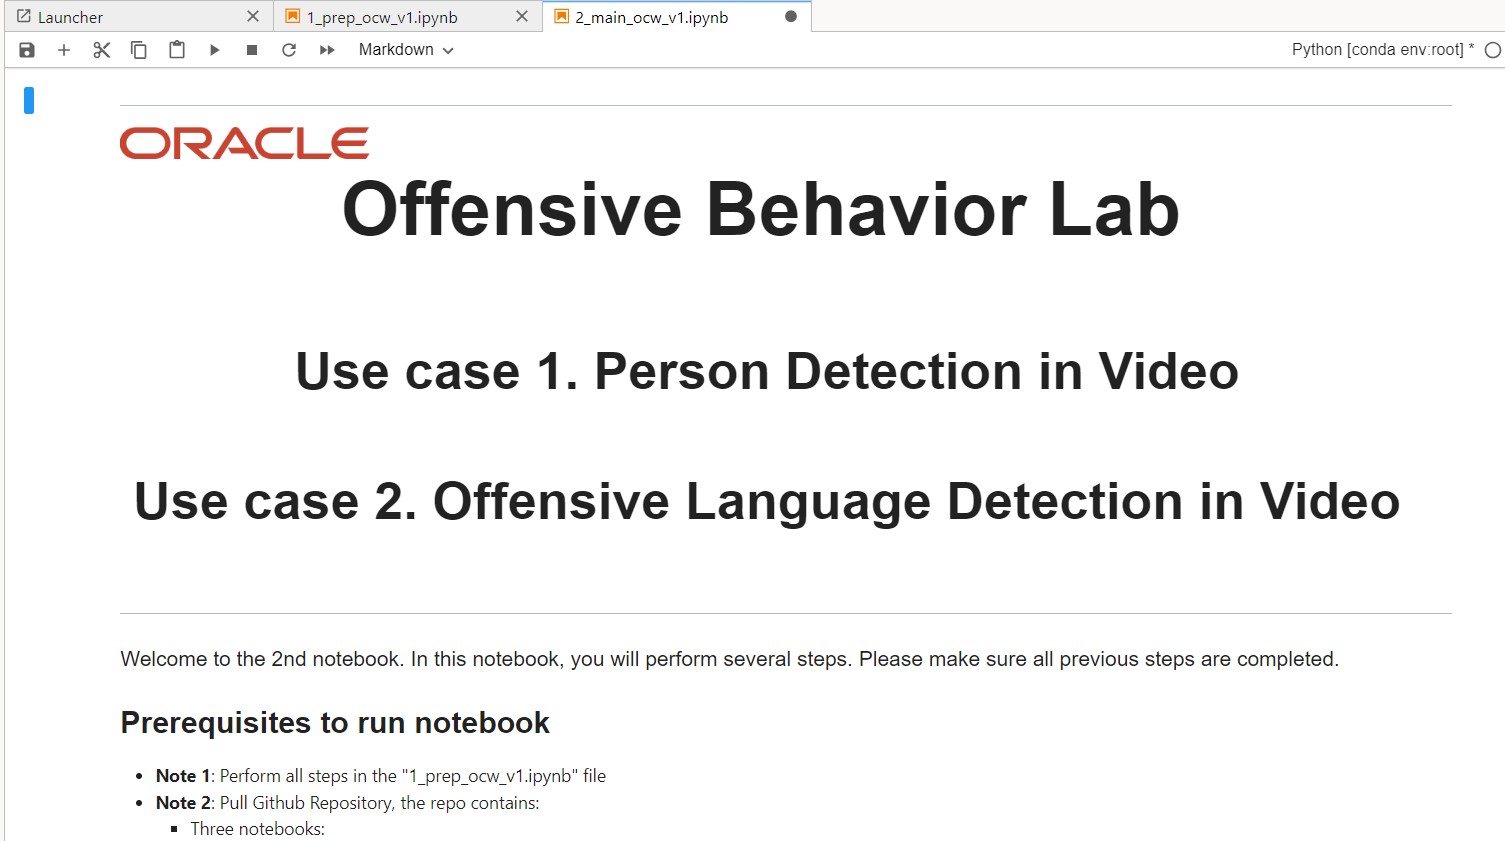 Launcher
1_prep_ocw_v1.ipynb
2_main_ocw_v1.ipynb
Markdown
Python [conda env:root] *
ORACLE
Offensive Behavior Lab
Use case 1. Person Detection in Video
Use case 2. Offensive Language Detection in Video
Welcome to the 2nd notebook. In this notebook, you will perform several steps. Please make sure all previous steps are completed.
Prerequisites to run notebook
• Note 1: Perform all steps in the "1_prep_ocw_v1.ipynb" file
• Note 2: Pull Github Repository, the repo contains:
▪ Three notebooks: